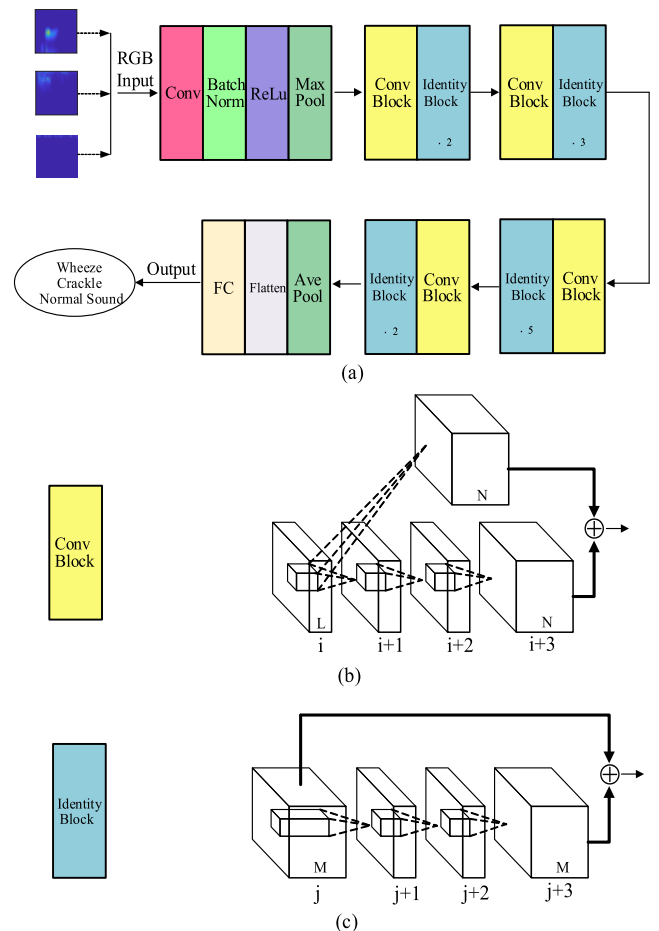 RGB
Input
Conv
Batch
Norm
ReLu
Max
Pool
Conv
Block
Identity
Block
· 2
Conv
Block
Identity
Block
· 3
Wheeze
Crackle
Normal Sound
Output
FC
Flatten
Ave
Pool
Identity
Block
· 2
Conv
Block
Identity
Block
· 5
Conv
Block
(a)
Conv
Block
N
L
N
i
i+1
i+2
i+3
(b)
Identity
Block
M
M
j
j+1
j+2
j+3
(c)